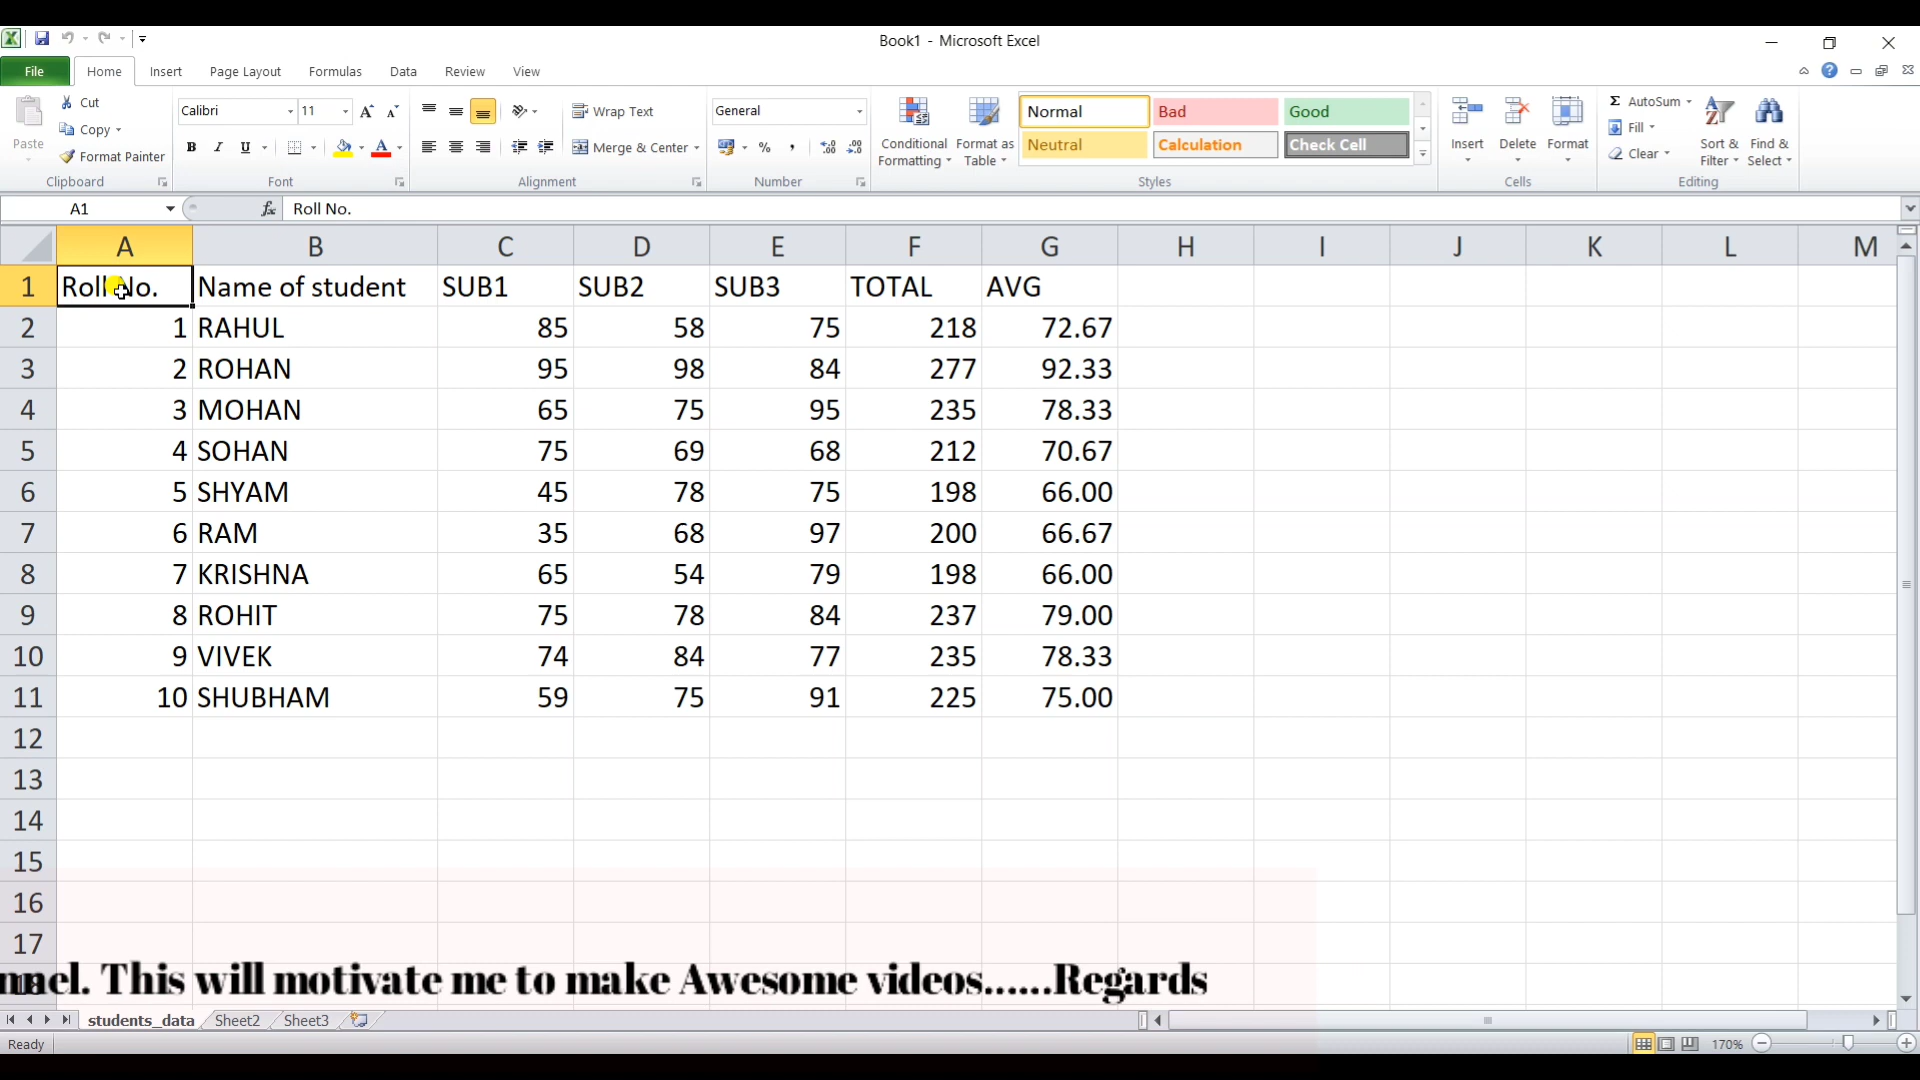 Book1 - Microsoft Excel
File Home Insert Page Layout Formulas Data Review View
Paste Cut Copy Format Painter Clipboard
Calibri 11 B I U Font
Wrap Text Merge & Center Alignment
General % , Number
Conditional Formatting Format as Table Normal Bad Good Neutral Calculation Check Cell Styles
Insert Delete Format Cells
Σ AutoSum Fill Clear Sort & Filter Find & Select Editing
A1 fx Roll No.
A B C D E F G H I J K L M
1 Roll No. Name of student SUB1 SUB2 SUB3 TOTAL AVG
2 1 RAHUL 85 58 75 218 72.67
3 2 ROHAN 95 98 84 277 92.33
4 3 MOHAN 65 75 95 235 78.33
5 4 SOHAN 75 69 68 212 70.67
6 5 SHYAM 45 78 75 198 66.00
7 6 RAM 35 68 97 200 66.67
8 7 KRISHNA 65 54 79 198 66.00
9 8 ROHIT 75 78 84 237 79.00
10 9 VIVEK 74 84 77 235 78.33
11 10 SHUBHAM 59 75 91 225 75.00
12
13
14
15
16
17
This will motivate me to make Awesome videos......Regards
students_data Sheet2 Sheet3
Ready 170%